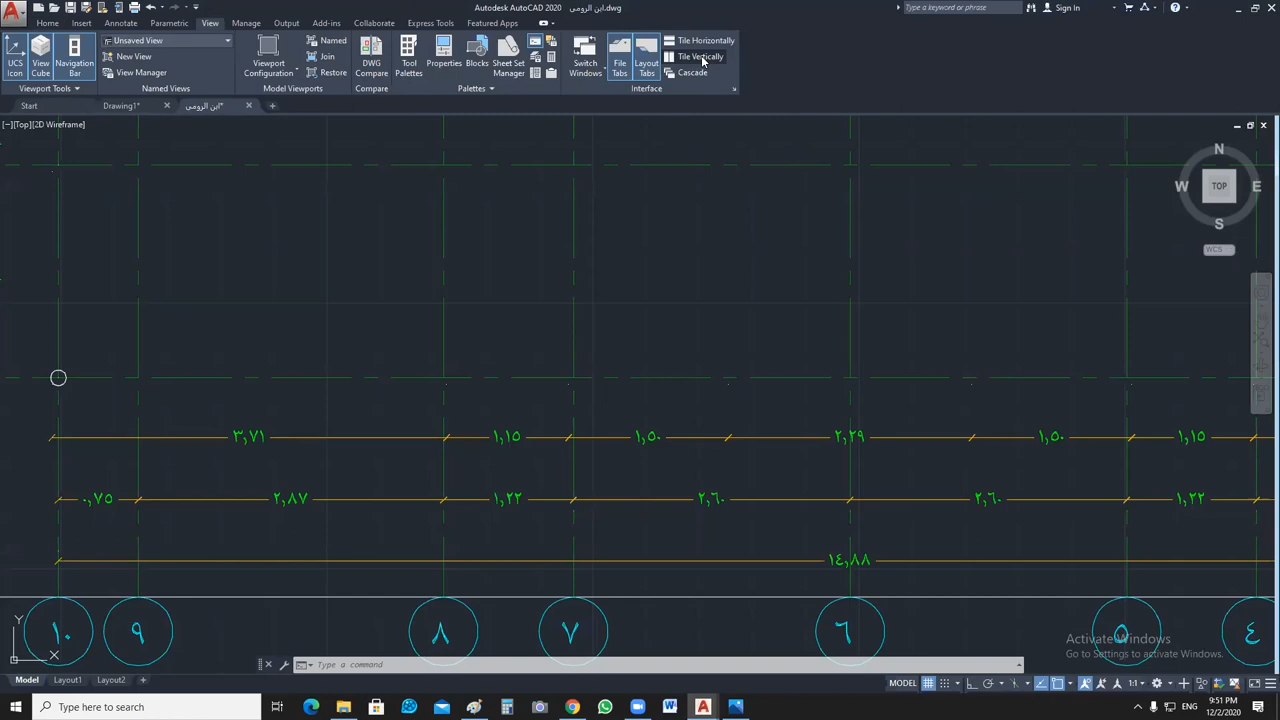 Autodesk AutoCAD 2020 ابن الرومى.dwg
Type a keyword or phrase
Sign In
Home Insert Annotate Parametric View Manage Output Add-ins Collaborate Express Tools Featured Apps
UCS Icon
View Cube
Navigation Bar
Unsaved View
New View
View Manager
Viewport Configuration
Named
Join
Restore
DWG Compare
Tool Palettes
Properties
Blocks
Sheet Set Manager
Switch Windows
File Tabs
Layout Tabs
Tile Horizontally
Tile Vertically
Cascade
Viewport Tools Named Views Model Viewports Compare Palettes Interface
Start Drawing1* ابن الرومى*
[−][Top][2D Wireframe]
N
W TOP E
S
WCS
٣,٧١ ١,١٥ ١,٥٠ ٢,٢٩ ١,٥٠ ١,١٥
٠,٧٥ ٢,٨٧ ١,٢٢ ٢,٦٠ ٢,٦٠ ١,٢٢
١٤,٨٨
١٠ ٩ ٨ ٧ ٦ ٥ ٤
Y
X
Activate Windows
Go to Settings to activate Windows.
Type a command
Model Layout1 Layout2
MODEL
1:1
Type here to search
ENG
9:51 PM
12/2/2020